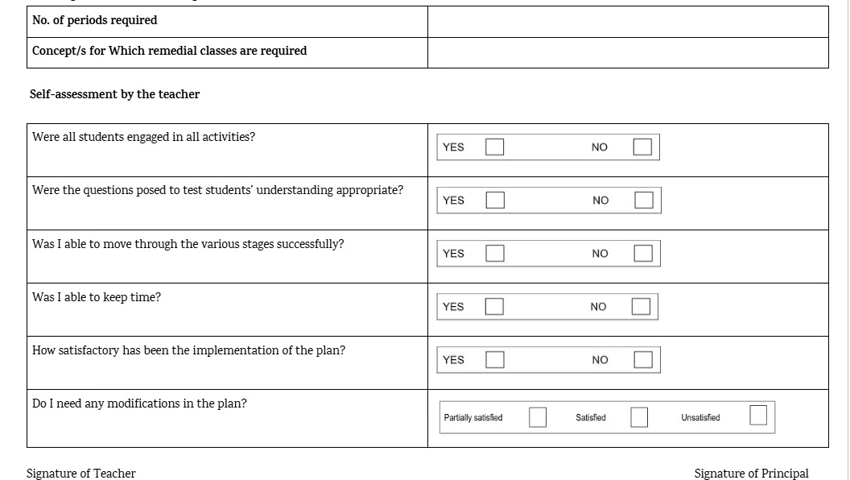 No. of periods required
Concept/s for Which remedial classes are required
Self-assessment by the teacher
Were all students engaged in all activities?
YES NO
Were the questions posed to test students' understanding appropriate?
YES NO
Was I able to move through the various stages successfully?
YES NO
Was I able to keep time?
YES NO
How satisfactory has been the implementation of the plan?
YES NO
Do I need any modifications in the plan?
Partially satisfied Satisfied Unsatisfied
Signature of Teacher Signature of Principal